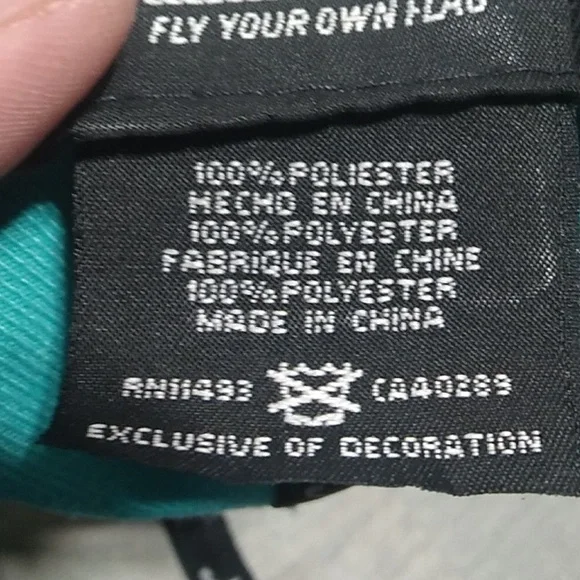 FLY YOUR OWN FLAG
100% POLIESTER
HECHO EN CHINA
100% POLYESTER
FABRIQUE EN CHINE
100% POLYESTER
MADE IN CHINA
RN11493 CA40289
EXCLUSIVE OF DECORATION